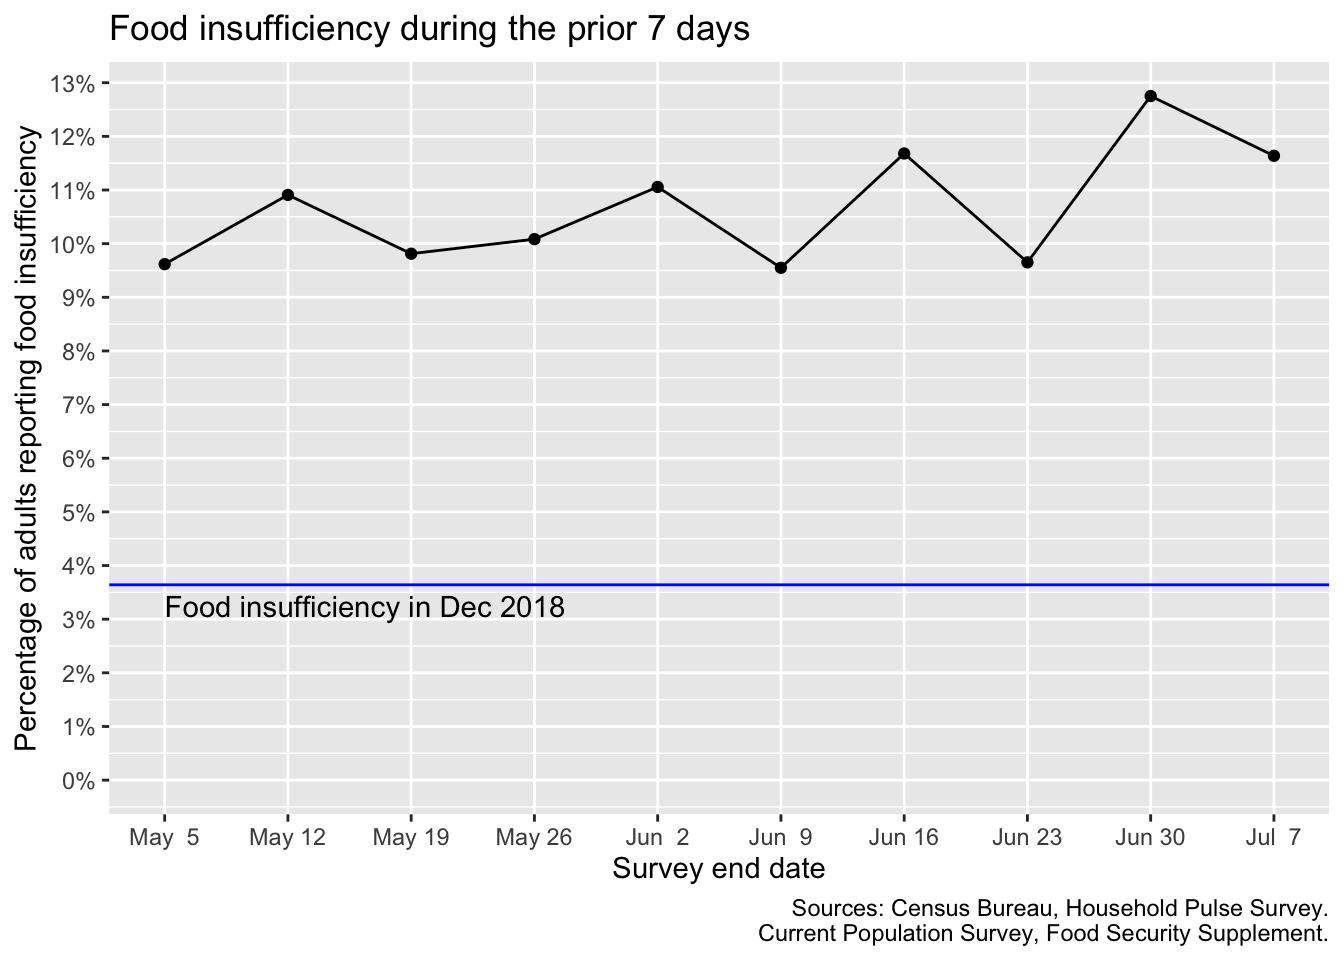 Food insufficiency during the prior 7 days
Percentage of adults reporting food insufficiency
13%
12%
11%
10%
9%
8%
7%
6%
5%
4%
3%
2%
1%
0%
Food insufficiency in Dec 2018
May 5 May 12 May 19 May 26 Jun 2 Jun 9 Jun 16 Jun 23 Jun 30 Jul 7
Survey end date
Sources: Census Bureau, Household Pulse Survey.
Current Population Survey, Food Security Supplement.